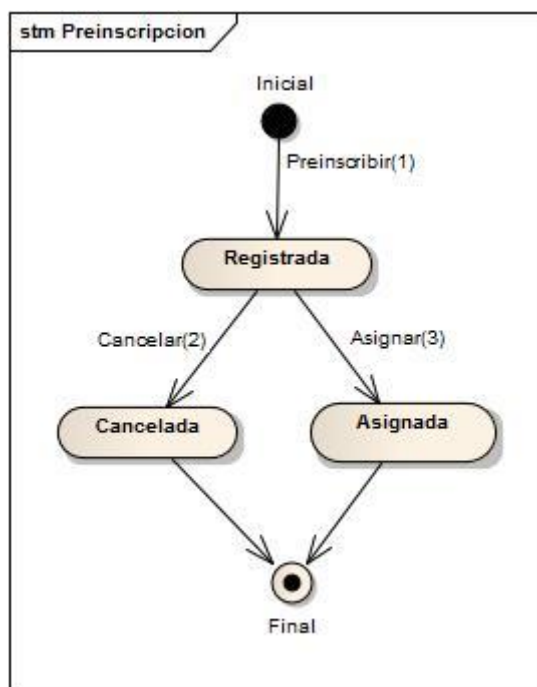 stm Preinscripcion
Inicial
Preinscribir(1)
Registrada
Cancelar(2)
Asignar(3)
Cancelada
Asignada
Final